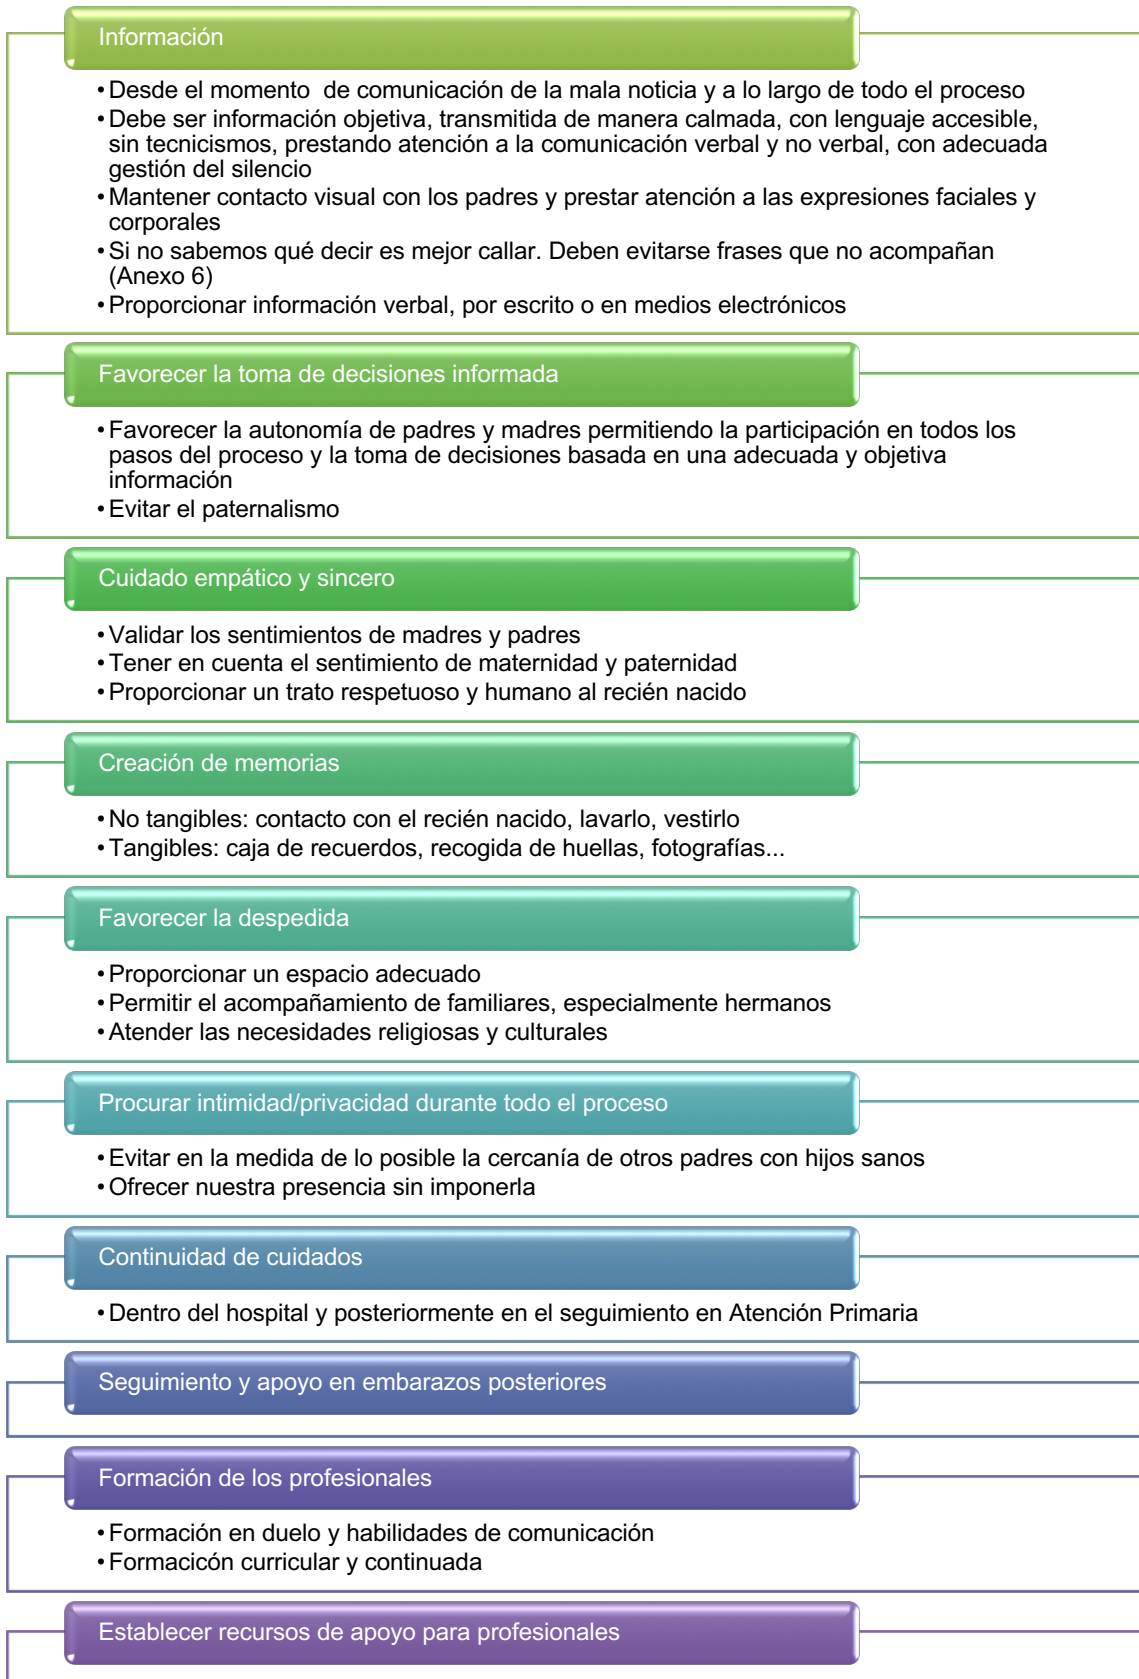 Información
• Desde el momento  de comunicación de la mala noticia y a lo largo de todo el proceso
• Debe ser información objetiva, transmitida de manera calmada, con lenguaje accesible,
sin tecnicismos, prestando atención a la comunicación verbal y no verbal, con adecuada
gestión del silencio
• Mantener contacto visual con los padres y prestar atención a las expresiones faciales y
corporales
• Si no sabemos qué decir es mejor callar. Deben evitarse frases que no acompañan
(Anexo 6)
• Proporcionar información verbal, por escrito o en medios electrónicos
Favorecer la toma de decisiones informada
• Favorecer la autonomía de padres y madres permitiendo la participación en todos los
pasos del proceso y la toma de decisiones basada en una adecuada y objetiva
información
• Evitar el paternalismo
Cuidado empático y sincero
• Validar los sentimientos de madres y padres
• Tener en cuenta el sentimiento de maternidad y paternidad
• Proporcionar un trato respetuoso y humano al recién nacido
Creación de memorias
• No tangibles: contacto con el recién nacido, lavarlo, vestirlo
• Tangibles: caja de recuerdos, recogida de huellas, fotografías...
Favorecer la despedida
• Proporcionar un espacio adecuado
• Permitir el acompañamiento de familiares, especialmente hermanos
• Atender las necesidades religiosas y culturales
Procurar intimidad/privacidad durante todo el proceso
• Evitar en la medida de lo posible la cercanía de otros padres con hijos sanos
• Ofrecer nuestra presencia sin imponerla
Continuidad de cuidados
• Dentro del hospital y posteriormente en el seguimiento en Atención Primaria
Seguimiento y apoyo en embarazos posteriores
Formación de los profesionales
• Formación en duelo y habilidades de comunicación
• Formacicón curricular y continuada
Establecer recursos de apoyo para profesionales